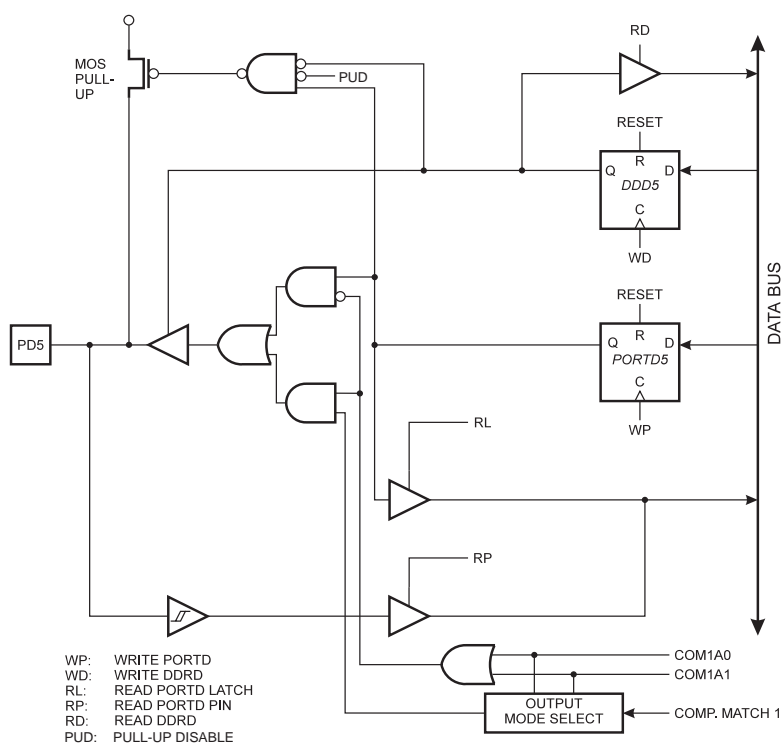 RD
MOS
PULL-
UP
PUD
RESET
R
Q
D
DDD5
C
WD
RESET
R
Q
D
PORTD5
C
WP
DATA BUS
PD5
RL
RP
WP: WRITE PORTD
WD: WRITE DDRD
RL: READ PORTD LATCH
RP: READ PORTD PIN
RD: READ DDRD
PUD: PULL-UP DISABLE
COM1A0
COM1A1
OUTPUT
MODE SELECT
COMP. MATCH 1